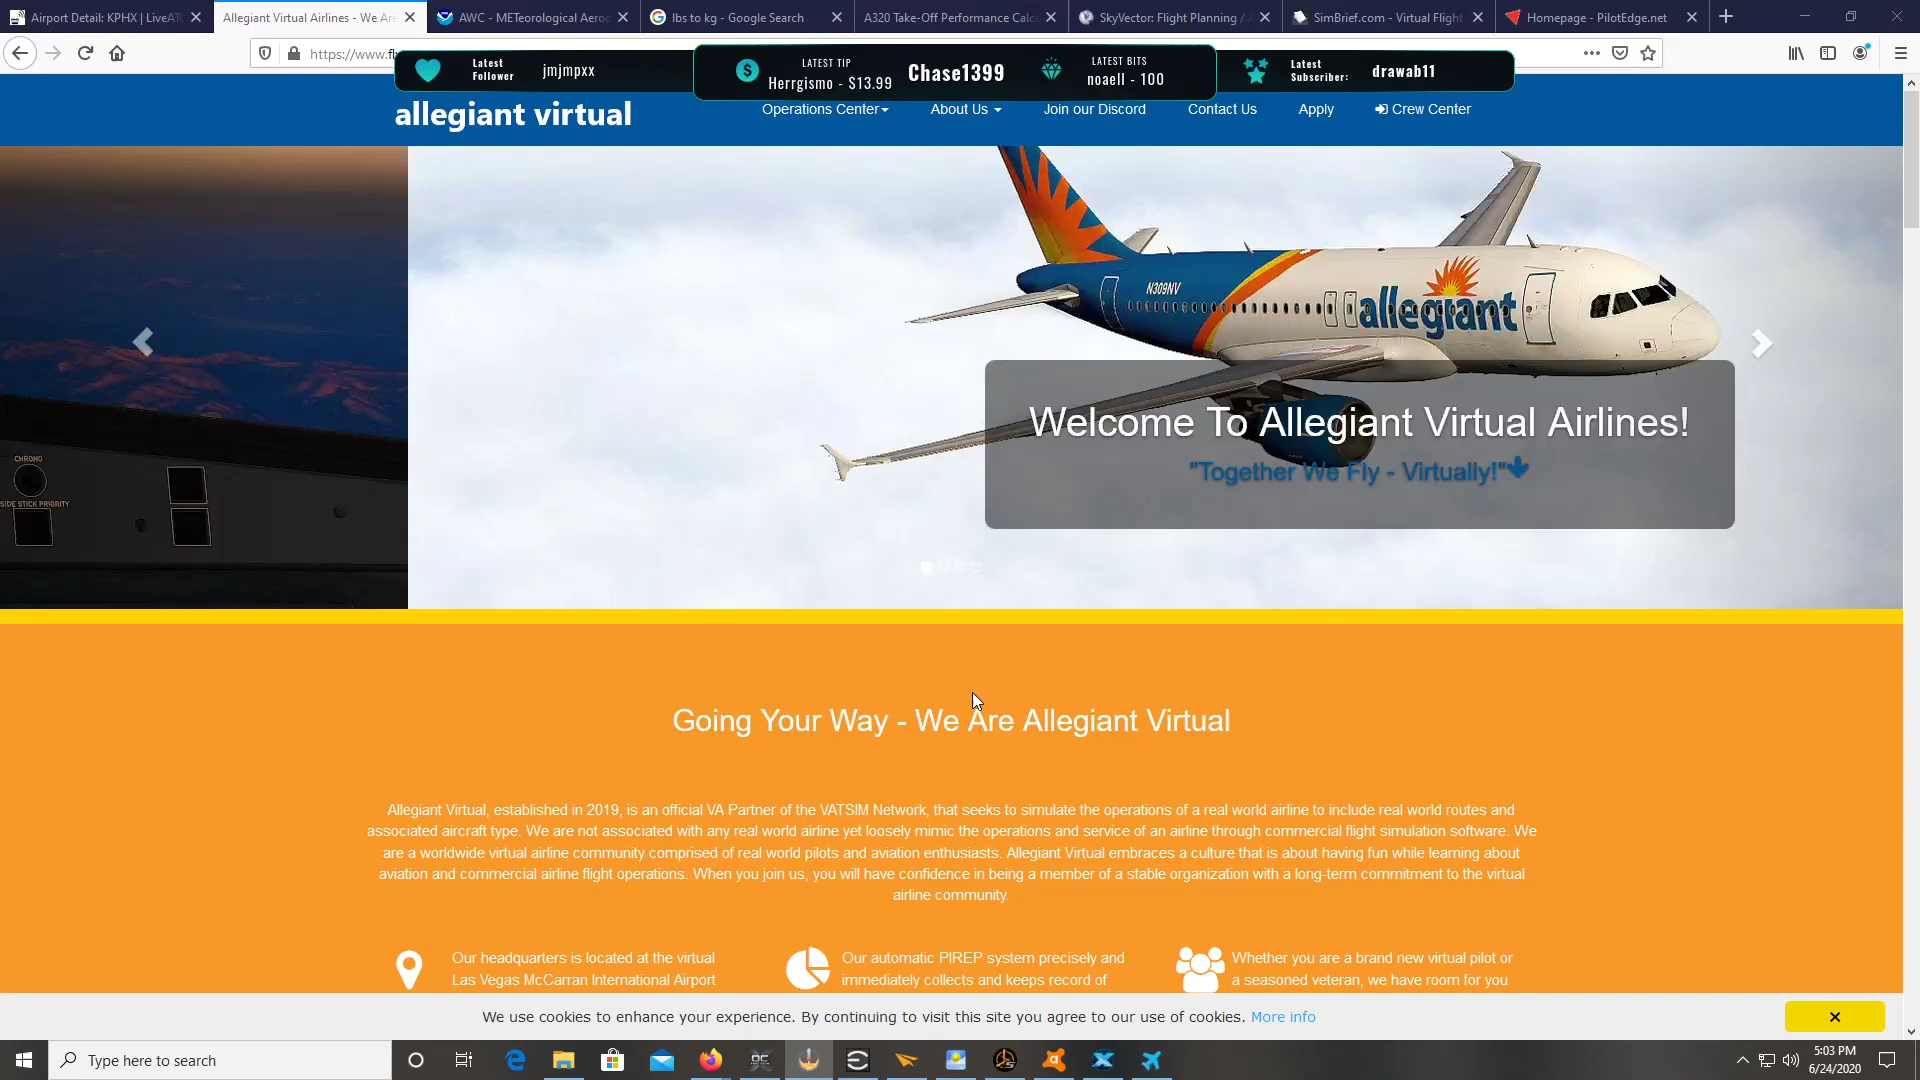 Airport Detail: KPHX | LiveATC
Allegiant Virtual Airlines - We Are
AWC - METeorological Aero
lbs to kg - Google Search
A320 Take-Off Performance Calcu
SkyVector: Flight Planning / A
SimBrief.com - Virtual Flight
Homepage - PilotEdge.net
https://www.fl
Latest
Follower
jmjmpxx
LATEST TIP
Herrgismo - $13.99
Chase1399
LATEST BITS
noaell - 100
Latest
Subscriber:
drawab11
allegiant virtual
Operations Center
About Us
Join our Discord
Contact Us
Apply
Crew Center
N309NV
allegiant
CHRONO
SIDE STICK PRIORITY
Welcome To Allegiant Virtual Airlines!
"Together We Fly - Virtually!"
Going Your Way - We Are Allegiant Virtual
Allegiant Virtual, established in 2019, is an official VA Partner of the VATSIM Network, that seeks to simulate the operations of a real world airline to include real world routes and
associated aircraft type. We are not associated with any real world airline yet loosely mimic the operations and service of an airline through commercial flight simulation software. We
are a worldwide virtual airline community comprised of real world pilots and aviation enthusiasts. Allegiant Virtual embraces a culture that is about having fun while learning about
aviation and commercial airline flight operations. When you join us, you will have confidence in being a member of a stable organization with a long-term commitment to the virtual
airline community.
Our headquarters is located at the virtual
Las Vegas McCarran International Airport
Our automatic PIREP system precisely and
immediately collects and keeps record of
Whether you are a brand new virtual pilot or
a seasoned veteran, we have room for you
We use cookies to enhance your experience. By continuing to visit this site you agree to our use of cookies. More info
Type here to search
5:03 PM
6/24/2020